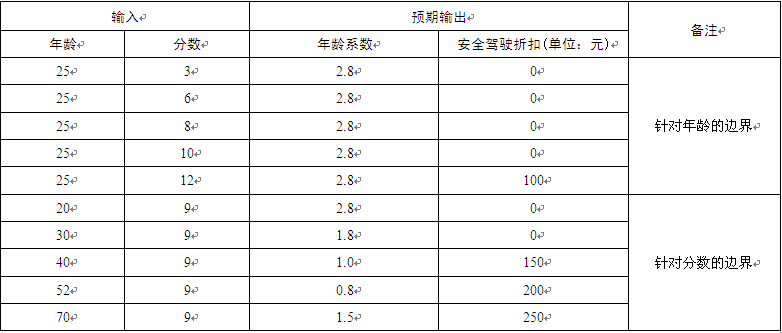 输入 预期输出 备注
年龄 分数 年龄系数 安全驾驶折扣(单位：元)
25 3 2.8 0
25 6 2.8 0
25 8 2.8 0
针对年龄的边界
25 10 2.8 0
25 12 2.8 100
20 9 2.8 0
30 9 1.8 0
40 9 1.0 150
针对分数的边界
52 9 0.8 200
70 9 1.5 250